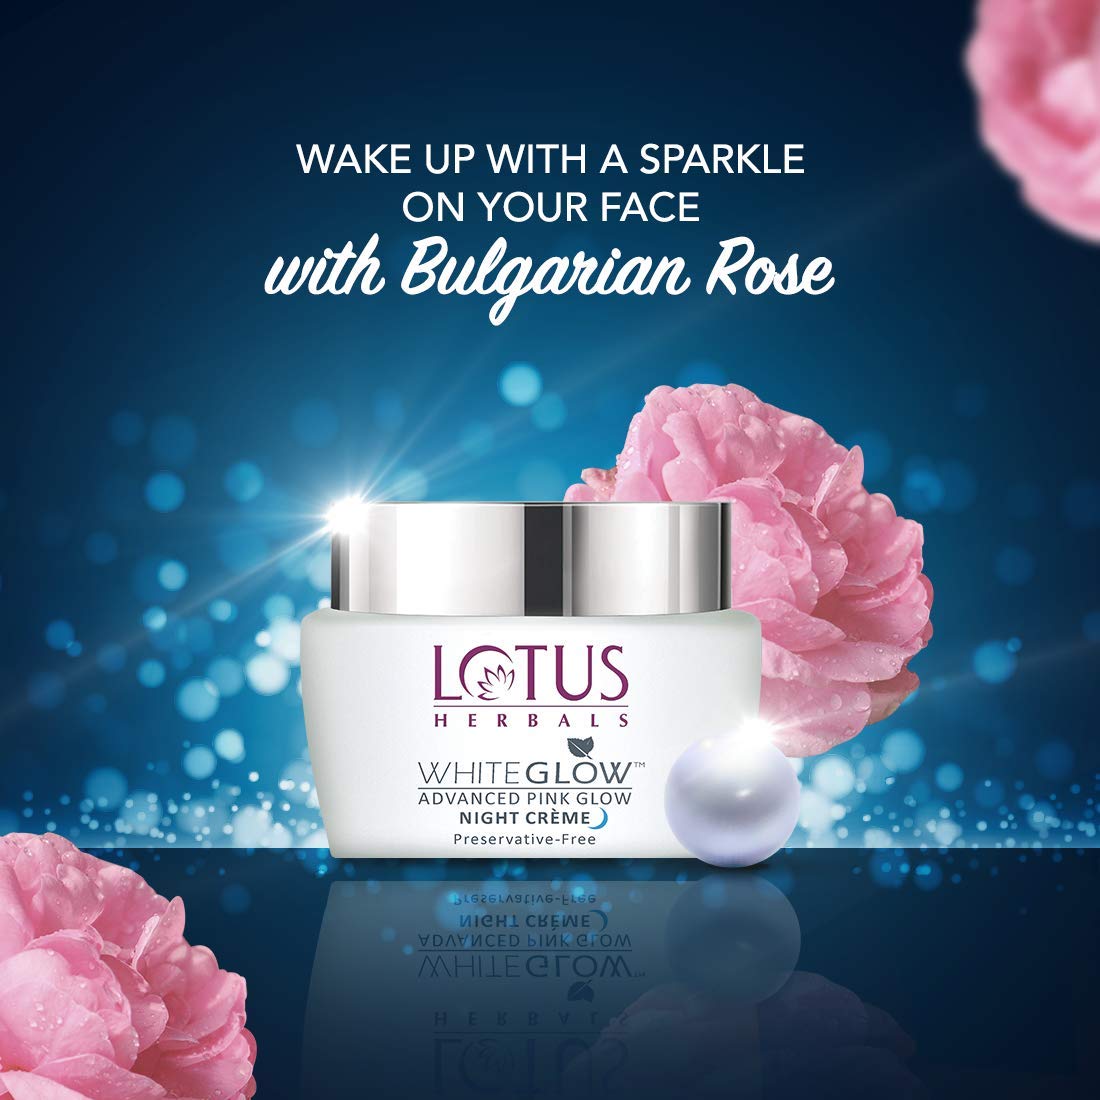 WAKE UP WITH A SPARKLE
ON YOUR FACE
with Bulgarian Rose
LOTUS
HERBALS
WHITEGLOW™
ADVANCED PINK GLOW
NIGHT CRÈME
Preservative-Free